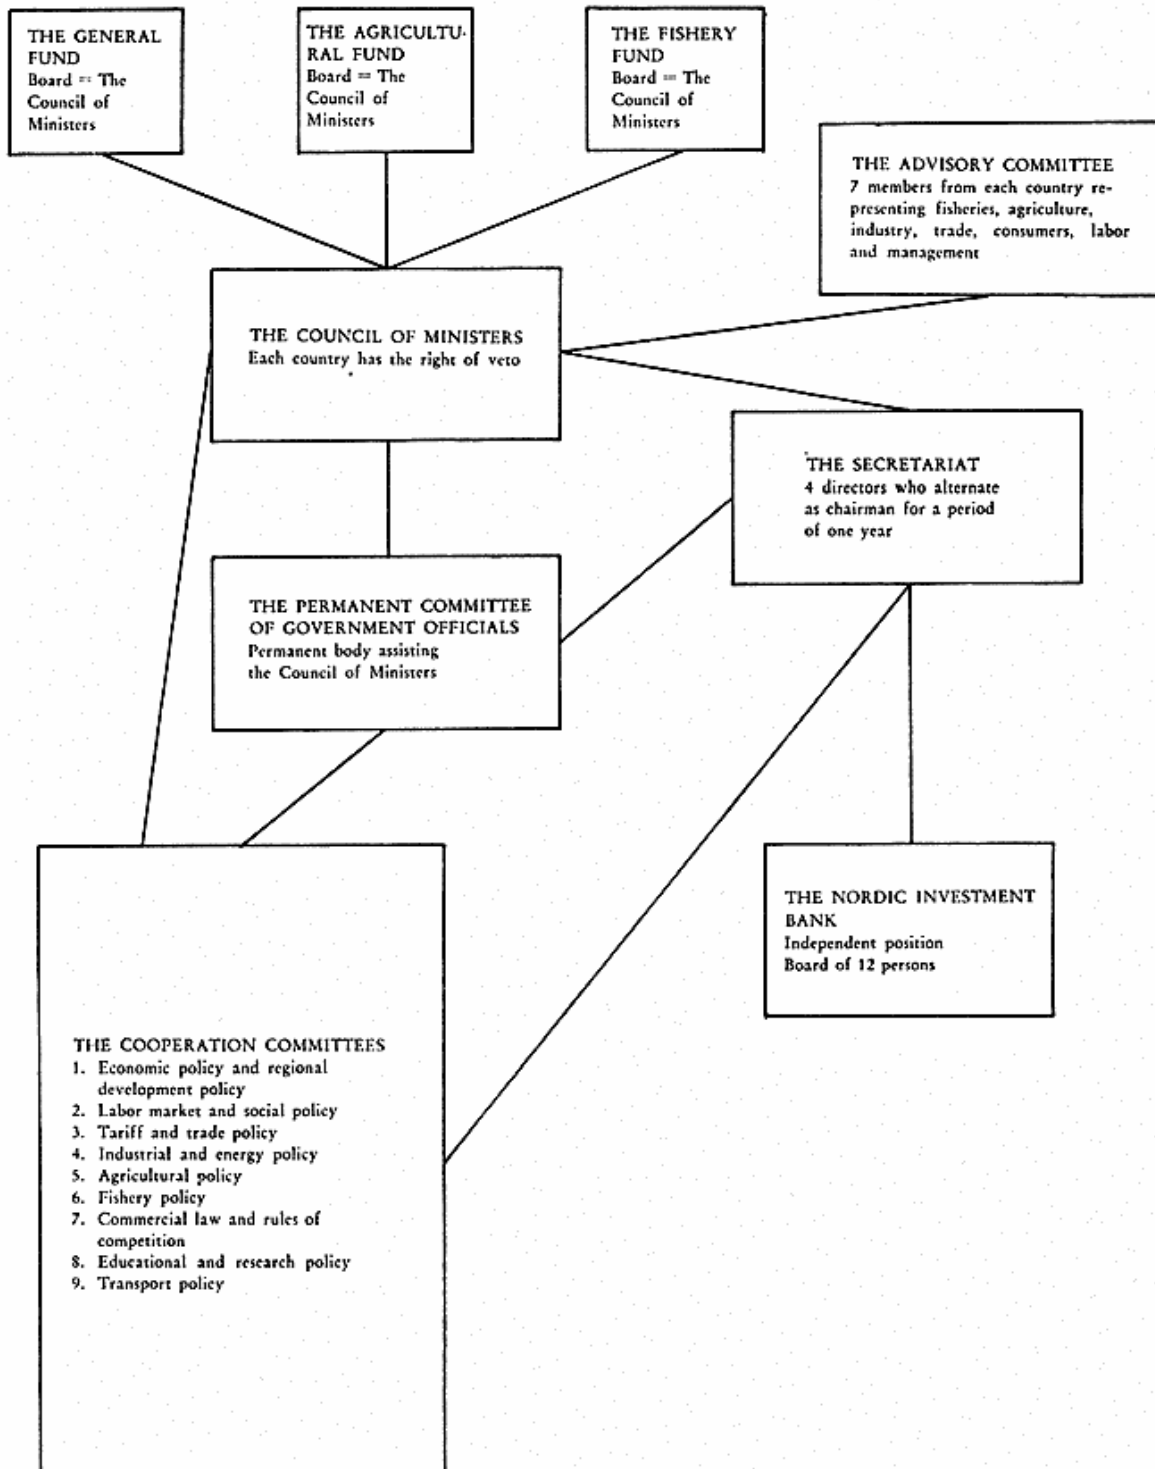 THE GENERAL
FUND
Board = The
Council of
Ministers
THE AGRICULTU-
RAL FUND
Board = The
Council of
Ministers
THE FISHERY
FUND
Board = The
Council of
Ministers
THE ADVISORY COMMITTEE
7 members from each country re-
presenting fisheries, agriculture,
industry, trade, consumers, labor
and management
THE COUNCIL OF MINISTERS
Each country has the right of veto
THE SECRETARIAT
4 directors who alternate
as chairman for a period
of one year
THE PERMANENT COMMITTEE
OF GOVERNMENT OFFICIALS
Permanent body assisting
the Council of Ministers
THE NORDIC INVESTMENT
BANK
Independent position
Board of 12 persons
THE COOPERATION COMMITTEES
1. Economic policy and regional
development policy
2. Labor market and social policy
3. Tariff and trade policy
4. Industrial and energy policy
5. Agricultural policy
6. Fishery policy
7. Commercial law and rules of
competition
8. Educational and research policy
9. Transport policy